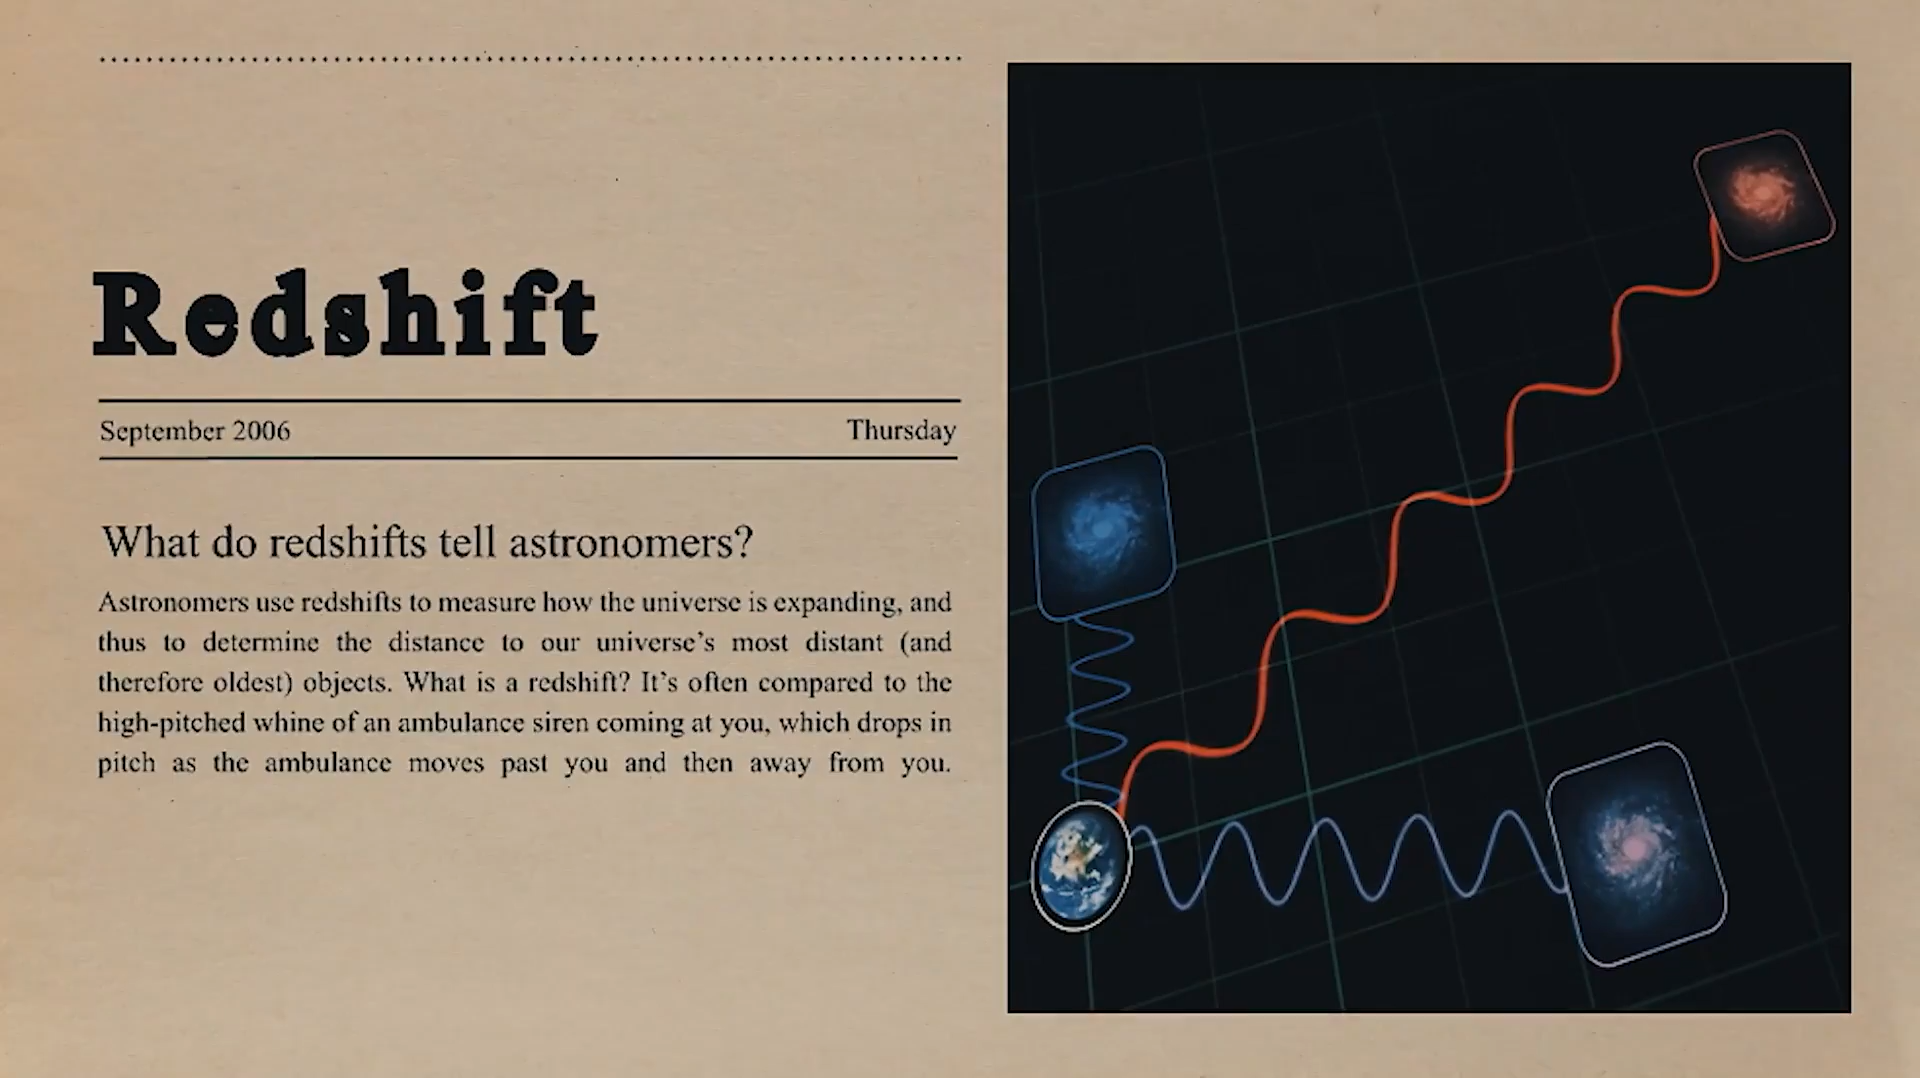 Redshift
September 2006
Thursday
What do redshifts tell astronomers?
Astronomers use redshifts to measure how the universe is expanding, and
thus to determine the distance to our universe’s most distant (and
therefore oldest) objects. What is a redshift? It’s often compared to the
high-pitched whine of an ambulance siren coming at you, which drops in
pitch as the ambulance moves past you and then away from you.